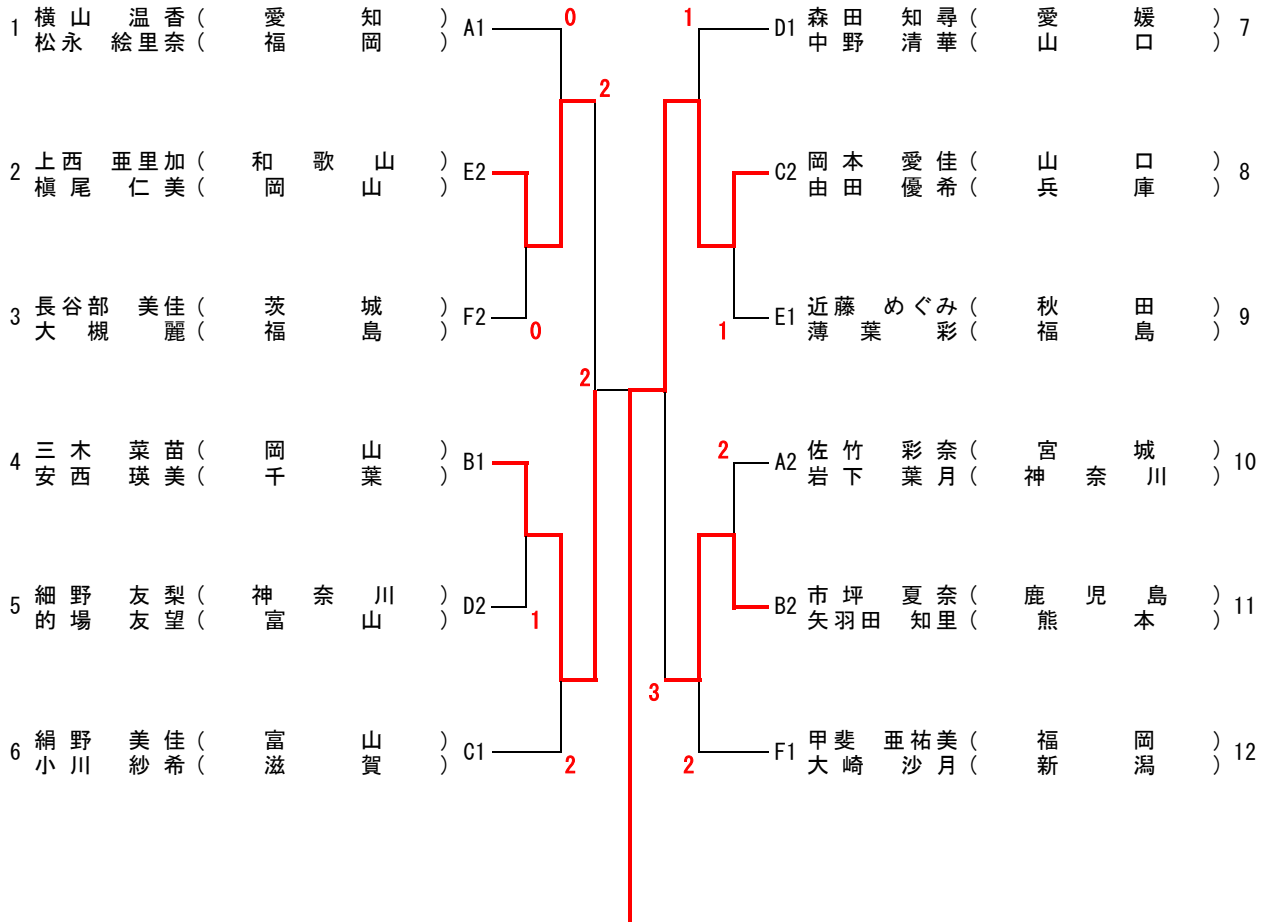 1 横山 温香(愛知) A1 0
松永 絵里奈(福岡)
2
2 上西 亜里加(和歌山) E2
槇尾 仁美(岡山)
3 長谷部 美佳(茨城) F2
大槻 麗(福島)
0
2
4 三木 菜苗(岡山) B1
安西 瑛美(千葉)
5 細野 友梨(神奈川) D2
的場 友望(富山)
1
6 絹野 美佳(富山) C1
小川 紗希(滋賀)
2
1 D1 森田 知尋(愛媛) 7
中野 清華(山口)
C2 岡本 愛佳(山口) 8
由田 優希(兵庫)
E1 近藤 めぐみ(秋田) 9
薄葉 彩(福島)
1
2 A2 佐竹 彩奈(宮城) 10
岩下 葉月(神奈川)
B2 市坪 夏奈(鹿児島) 11
矢羽田 知里(熊本)
3
F1 甲斐 亜祐美(福岡) 12
大崎 沙月(新潟)
2